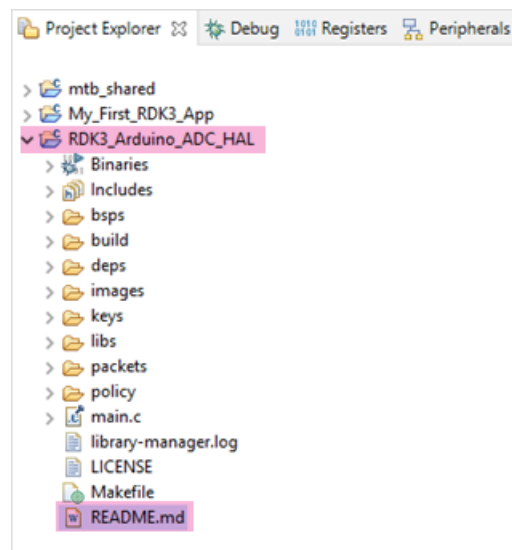 Project Explorer Debug Registers Peripherals
mtb_shared
My_First_RDK3_App
RDK3_Arduino_ADC_HAL
Binaries
Includes
bsps
build
deps
images
keys
libs
packets
policy
main.c
library-manager.log
LICENSE
Makefile
README.md